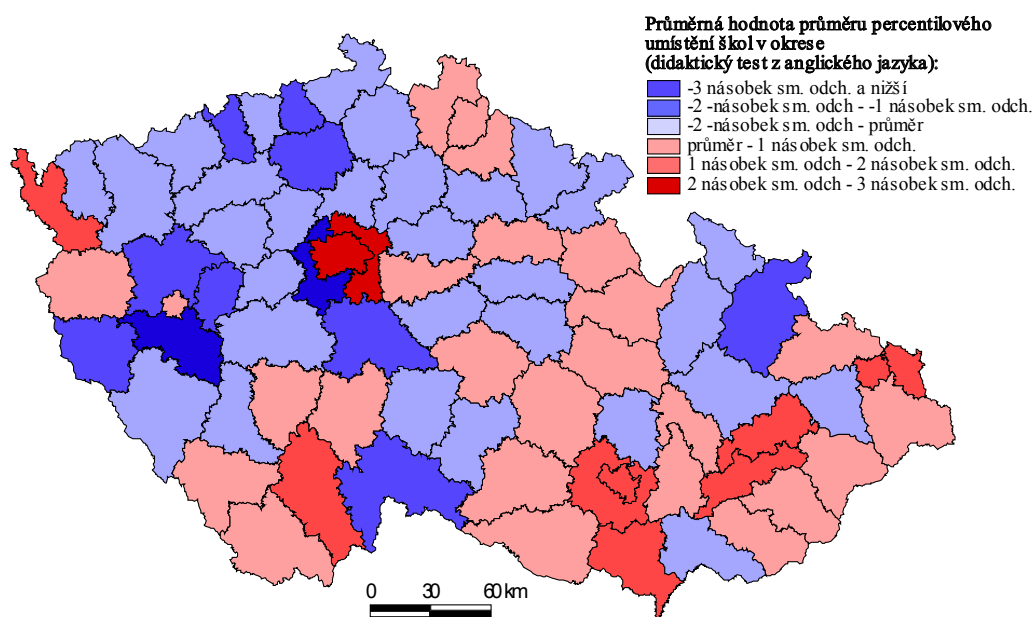 Průměrná hodnota průměru percentilového
umístění škol v okrese
(didaktický test z anglického jazyka):
-3 násobek sm. odch. a nižší
-2 -násobek sm. odch - -1 násobek sm. odch.
-2 -násobek sm. odch - průměr
průměr - 1 násobek sm. odch.
1 násobek sm. odch - 2 násobek sm. odch.
2 násobek sm. odch - 3 násobek sm. odch.
0 30 60 km